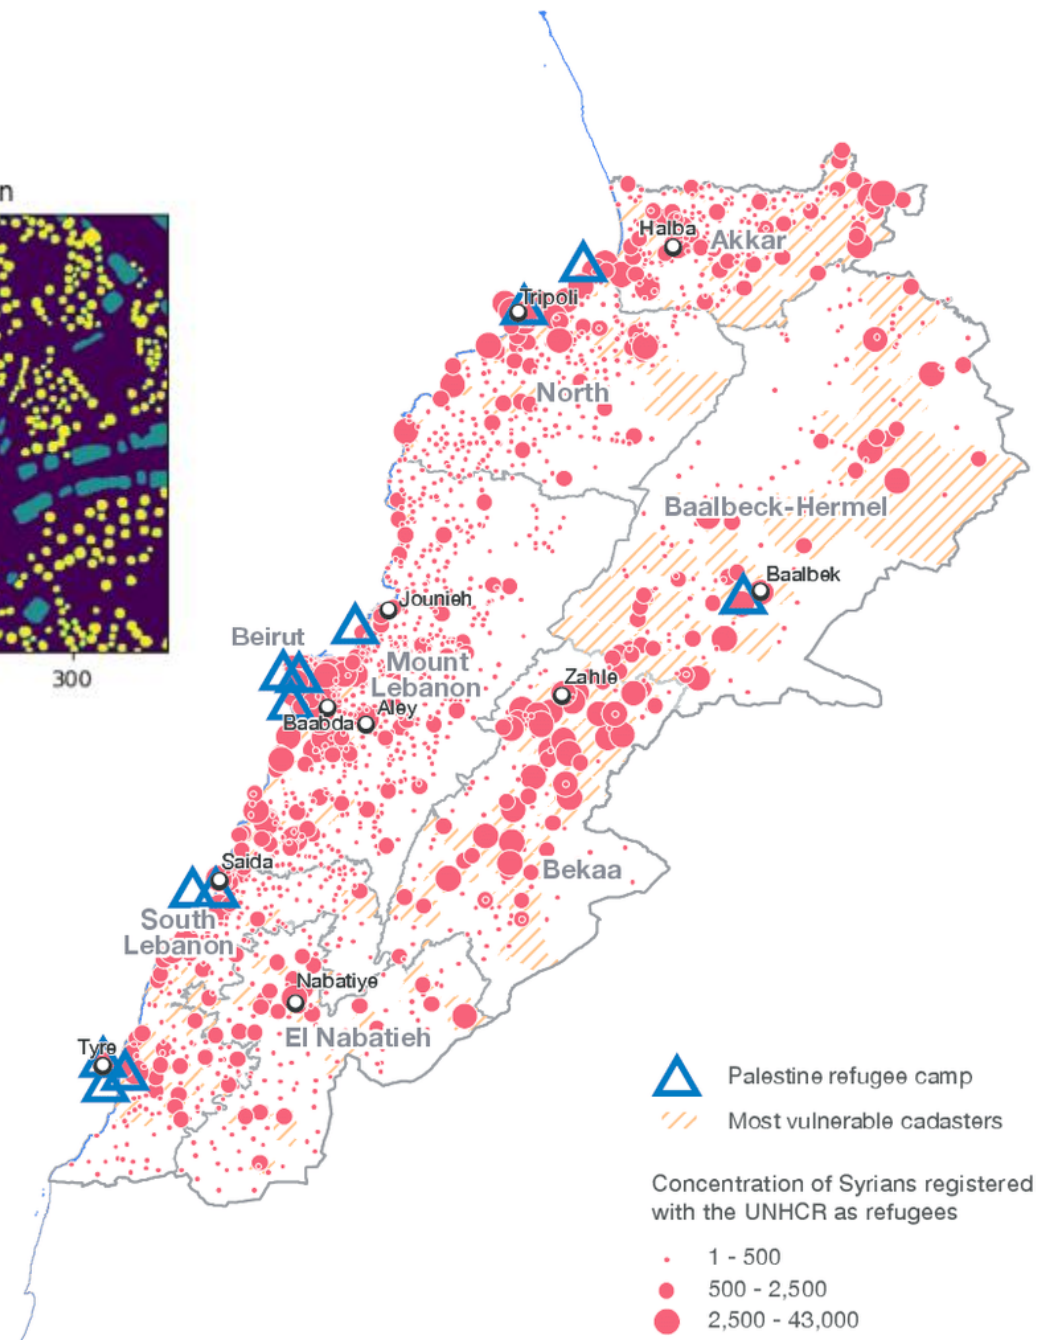 n
300
Halba
Akkar
Tripoli
North
Baalbeck-Hermel
Baalbek
Jounieh
Beirut
Mount
Lebanon
Zahle
Baabda
Aley
Saida
Bekaa
South
Lebanon
Nabatiye
El Nabatieh
Tyre
Palestine refugee camp
Most vulnerable cadasters
Concentration of Syrians registered
with the UNHCR as refugees
1 - 500
500 - 2,500
2,500 - 43,000